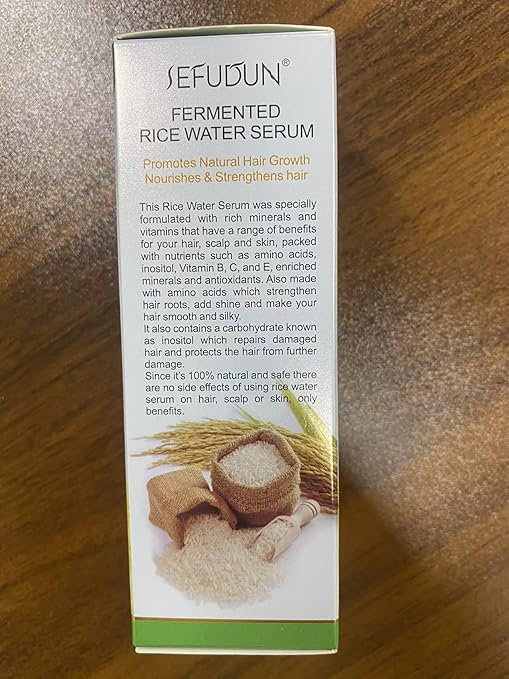 SEFUDUN®
FERMENTED
RICE WATER SERUM
Promotes Natural Hair Growth
Nourishes & Strengthens hair
This Rice Water Serum was specially
formulated with rich minerals and
vitamins that have a range of benefits
for your hair, scalp and skin, packed
with nutrients such as amino acids,
inositol, Vitamin B, C, and E, enriched
minerals and antioxidants. Also made
with amino acids which strengthen
hair roots, add shine and make your
hair smooth and silky.
It also contains a carbohydrate known
as inositol which repairs damaged
hair and protects the hair from further
damage.
Since it's 100% natural and safe there
are no side effects of using rice water
serum on hair, scalp or skin, only
benefits.